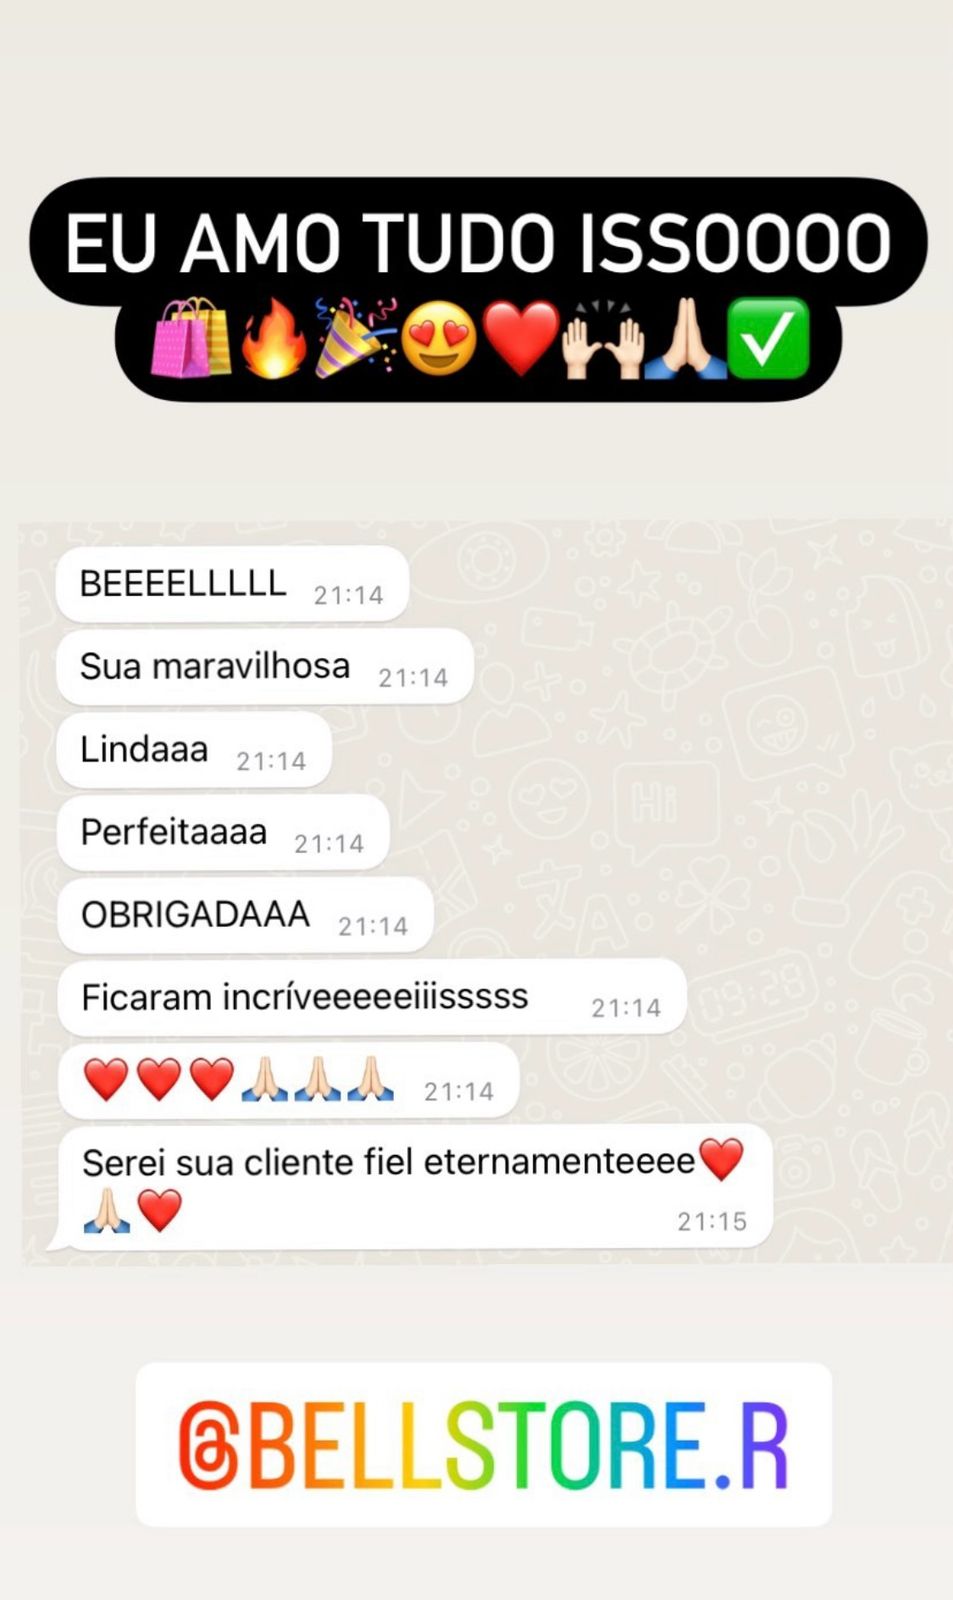 EU AMO TUDO ISSOOOO
🛍️🔥🎉😍❤️🙌🏻🙏🏻✅
BEEEELLLLL 21:14
Sua maravilhosa 21:14
Lindaaa 21:14
Perfeitaaaa 21:14
OBRIGADAAA 21:14
Ficaram incríveeeeeiiisssss 21:14
❤️❤️❤️🙏🏻🙏🏻🙏🏻 21:14
Serei sua cliente fiel eternamenteeee❤️
🙏🏻❤️ 21:15
@BELLSTORE.R